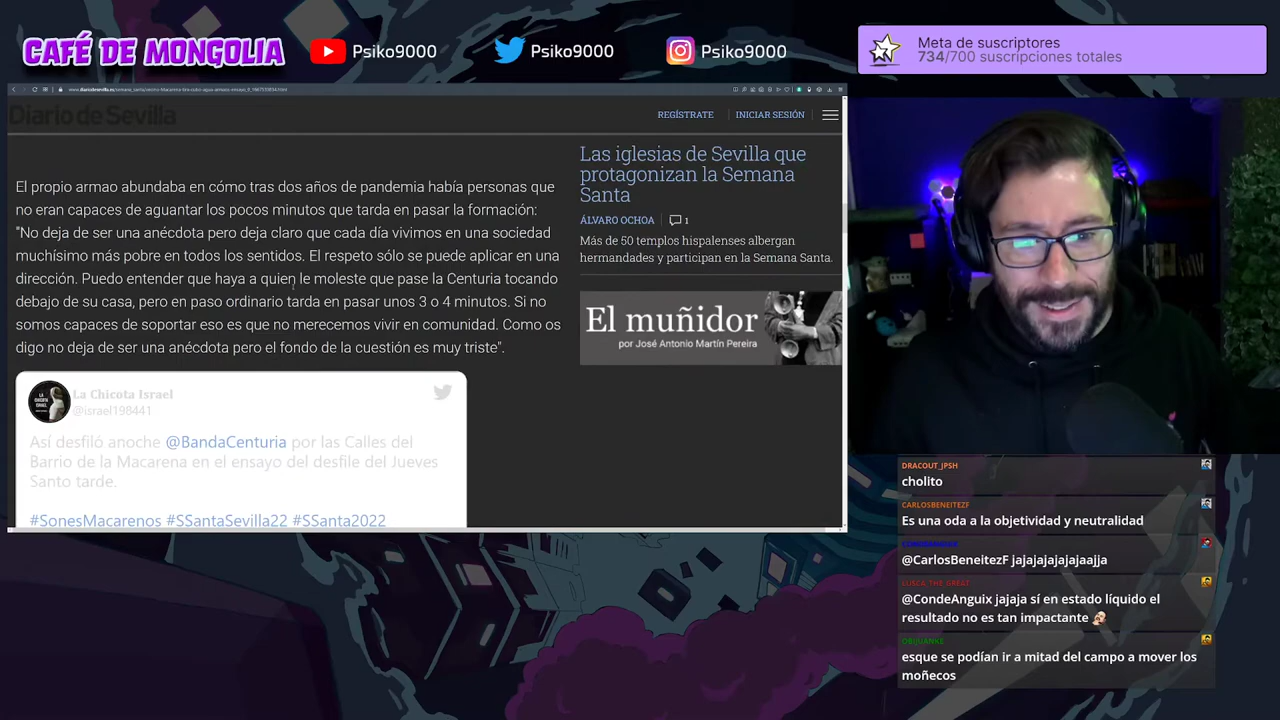 CAFÉ DE MONGOLIA
Psiko9000
Psiko9000
Psiko9000
Meta de suscriptores
734/700 suscripciones totales
Diario de Sevilla
REGÍSTRATE
INICIAR SESIÓN
El propio armao abundaba en cómo tras dos años de pandemia había personas que
no eran capaces de aguantar los pocos minutos que tarda en pasar la formación:
"No deja de ser una anécdota pero deja claro que cada día vivimos en una sociedad
muchísimo más pobre en todos los sentidos. El respeto sólo se puede aplicar en una
dirección. Puedo entender que haya a quien le moleste que pase la Centuria tocando
debajo de su casa, pero en paso ordinario tarda en pasar unos 3 o 4 minutos. Si no
somos capaces de soportar eso es que no merecemos vivir en comunidad. Como os
digo no deja de ser una anécdota pero el fondo de la cuestión es muy triste".
La Chicota Israel
@israel198441
Así desfiló anoche @BandaCenturia por las Calles del
Barrio de la Macarena en el ensayo del desfile del Jueves
Santo tarde.
#SonesMacarenos #SSantaSevilla22 #SSanta2022
Las iglesias de Sevilla que
protagonizan la Semana
Santa
ÁLVARO OCHOA
1
Más de 50 templos hispalenses albergan
hermandades y participan en la Semana Santa.
El muñidor
por José Antonio Martín Pereira
DRACOUT_JPSH
cholito
CARLOSBENEITEZF
Es una oda a la objetividad y neutralidad
CONDEANGUIX
@CarlosBeneitezF jajajajajajaajja
LUSCA_THE_GREAT
@CondeAnguix jajaja sí en estado líquido el
resultado no es tan impactante
OBIJUANKE
esque se podían ir a mitad del campo a mover los
moñecos